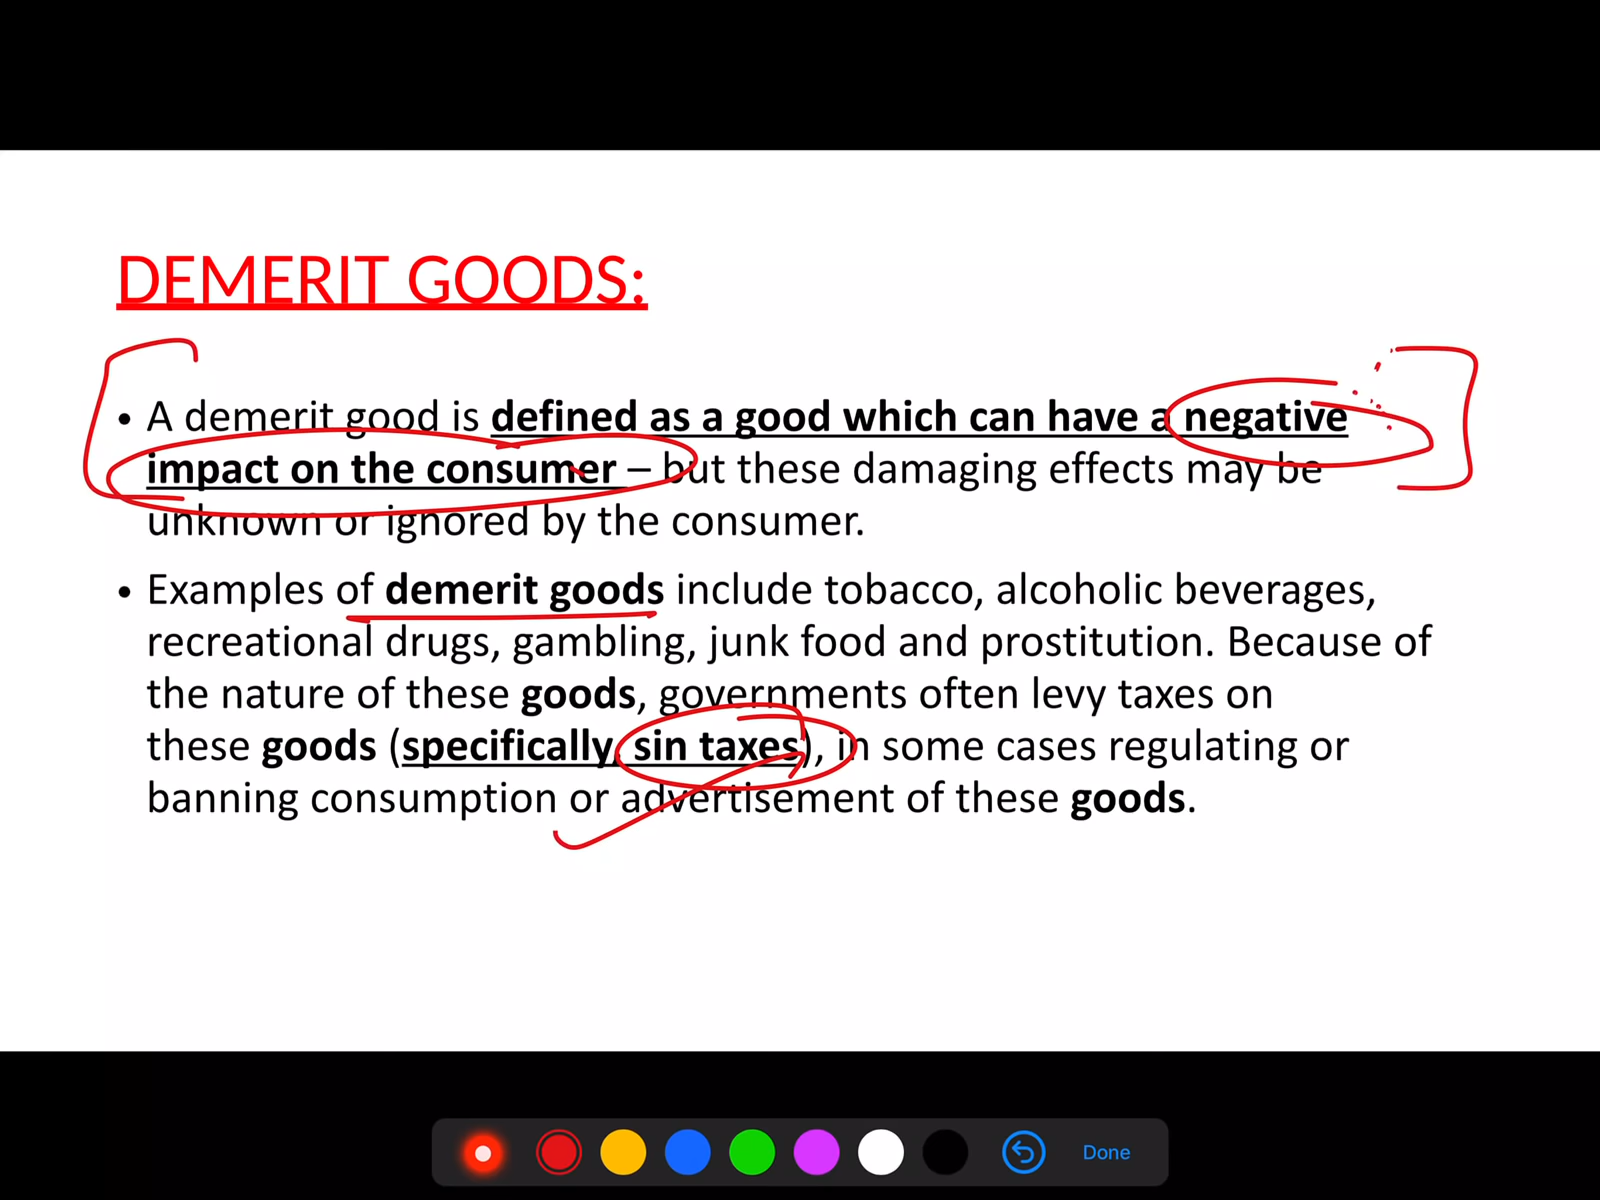 DEMERIT GOODS:
• A demerit good is defined as a good which can have a negative
impact on the consumer – but these damaging effects may be
unknown or ignored by the consumer.
• Examples of demerit goods include tobacco, alcoholic beverages,
recreational drugs, gambling, junk food and prostitution. Because of
the nature of these goods, governments often levy taxes on
these goods (specifically, sin taxes), in some cases regulating or
banning consumption or advertisement of these goods.
Done